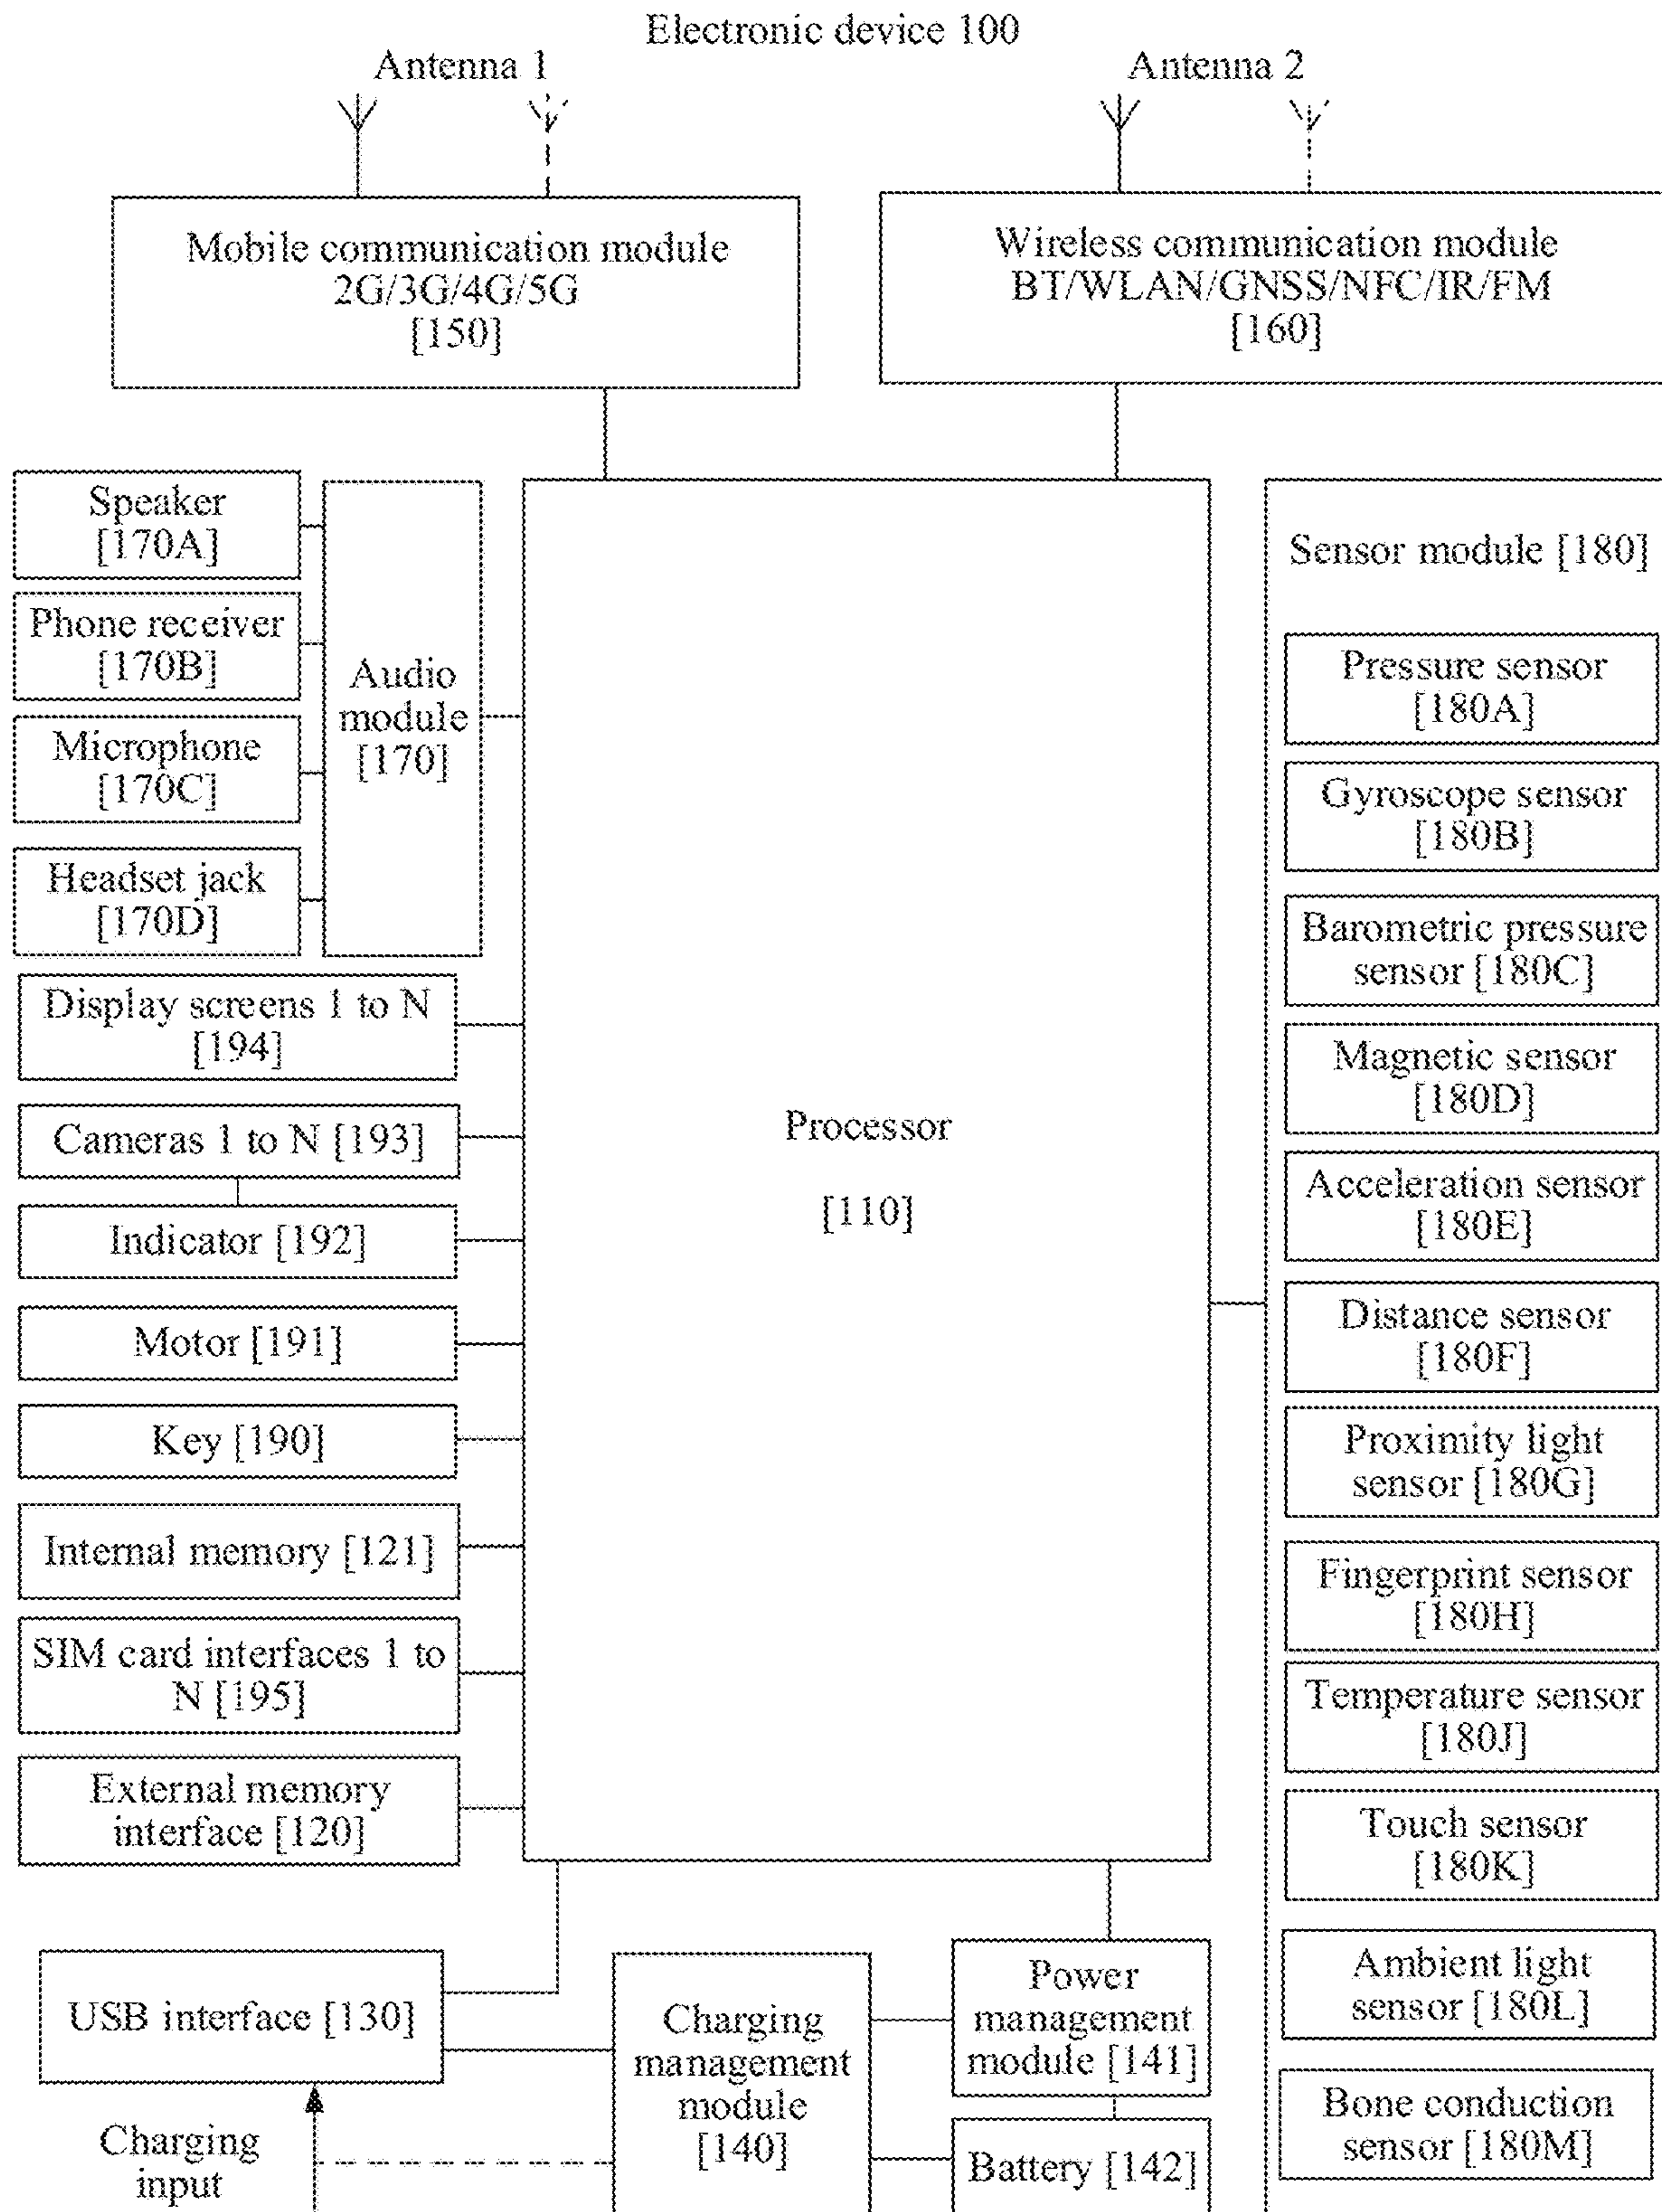 Electronic device 100
Antenna 1
Antenna 2
Mobile communication module
2G/3G/4G/5G
[150]
Wireless communication module
BT/WLAN/GNSS/NFC/IR/FM
[160]
Speaker
[170A]
Phone receiver
[170B]
Microphone
[170C]
Headset jack
[170D]
Audio
module
[170]
Display screens 1 to N
[194]
Cameras 1 to N [193]
Indicator [192]
Motor [191]
Key [190]
Internal memory [121]
SIM card interfaces 1 to
N [195]
External memory
interface [120]
Processor
[110]
Sensor module [180]
Pressure sensor
[180A]
Gyroscope sensor
[180B]
Barometric pressure
sensor [180C]
Magnetic sensor
[180D]
Acceleration sensor
[180E]
Distance sensor
[180F]
Proximity light
sensor [180G]
Fingerprint sensor
[180H]
Temperature sensor
[180J]
Touch sensor
[180K]
Ambient light
sensor [180L]
Bone conduction
sensor [180M]
USB interface [130]
Charging
input
Charging
management
module
[140]
Power
management
module [141]
Battery [142]